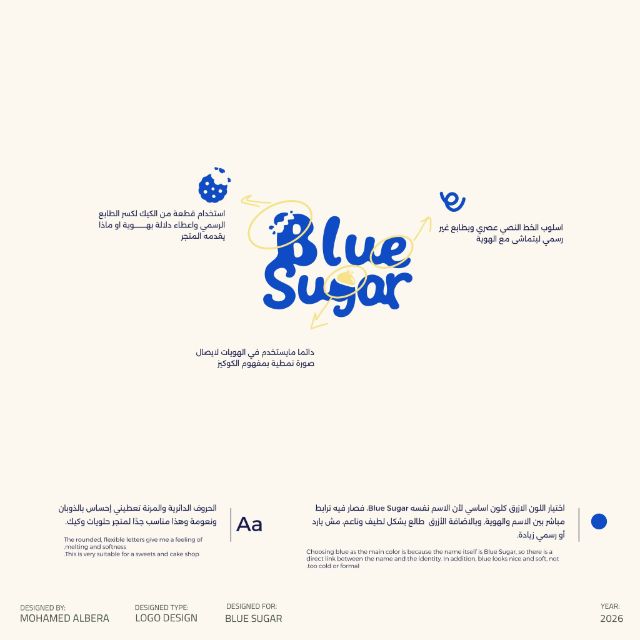 استخدام قطعة من الكيك لكسر الطابع
الرسمي واعطاء دلالة بهـــوية او ماذا
يقدمه المتجر
اسلوب الخط النصي عصري وبطابع غير
رسمي ليتماشى مع الهوية
Blue
Sugar
دائما مايستخدم في الهويات لايصال
صورة نمطية بمفهوم الكوكيز
اختيار اللون الازرق كلون اساسي لأن الاسم نفسه Blue Sugar، فصار فيه ترابط
مباشر بين الاسم والهوية. وبالاضافة الأزرق طالع بشكل لطيف وناعم، مش بارد
أو رسمي زيادة.
Choosing blue as the main color is because the name itself is Blue Sugar, so there is a
direct link between the name and the identity. In addition, blue looks nice and soft, not
.too cold or formal
الحروف الدائرية والمرنة تعطيني إحساس بالذوبان
ونعومة وهذا مناسب جدًا لمتجر حلويات وكيك.
Aa
The rounded, flexible letters give me a feeling of
.melting and softness
This is very suitable for a sweets and cake shop
DESIGNED BY:
MOHAMED ALBERA
DESIGNED TYPE:
LOGO DESIGN
DESIGNED FOR:
BLUE SUGAR
YEAR:
2026